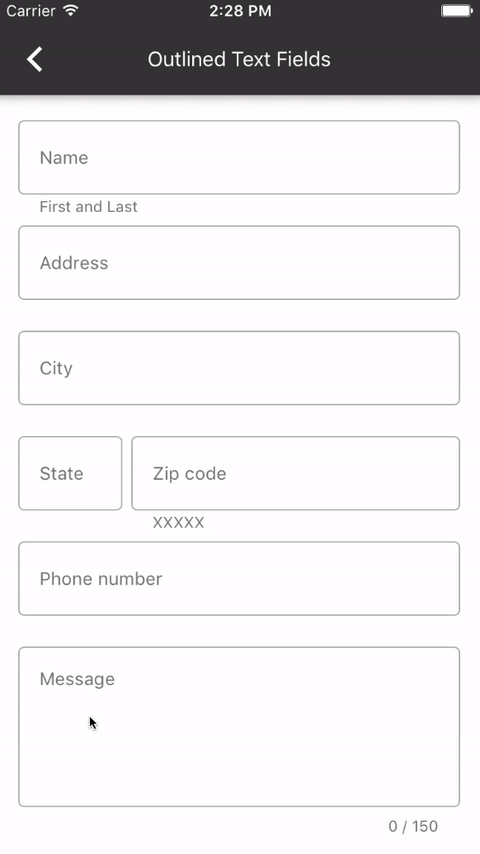 Carrier 2:28 PM
Outlined Text Fields
Name
First and Last
Address
City
State Zip code
XXXXX
Phone number
Message
0 / 150